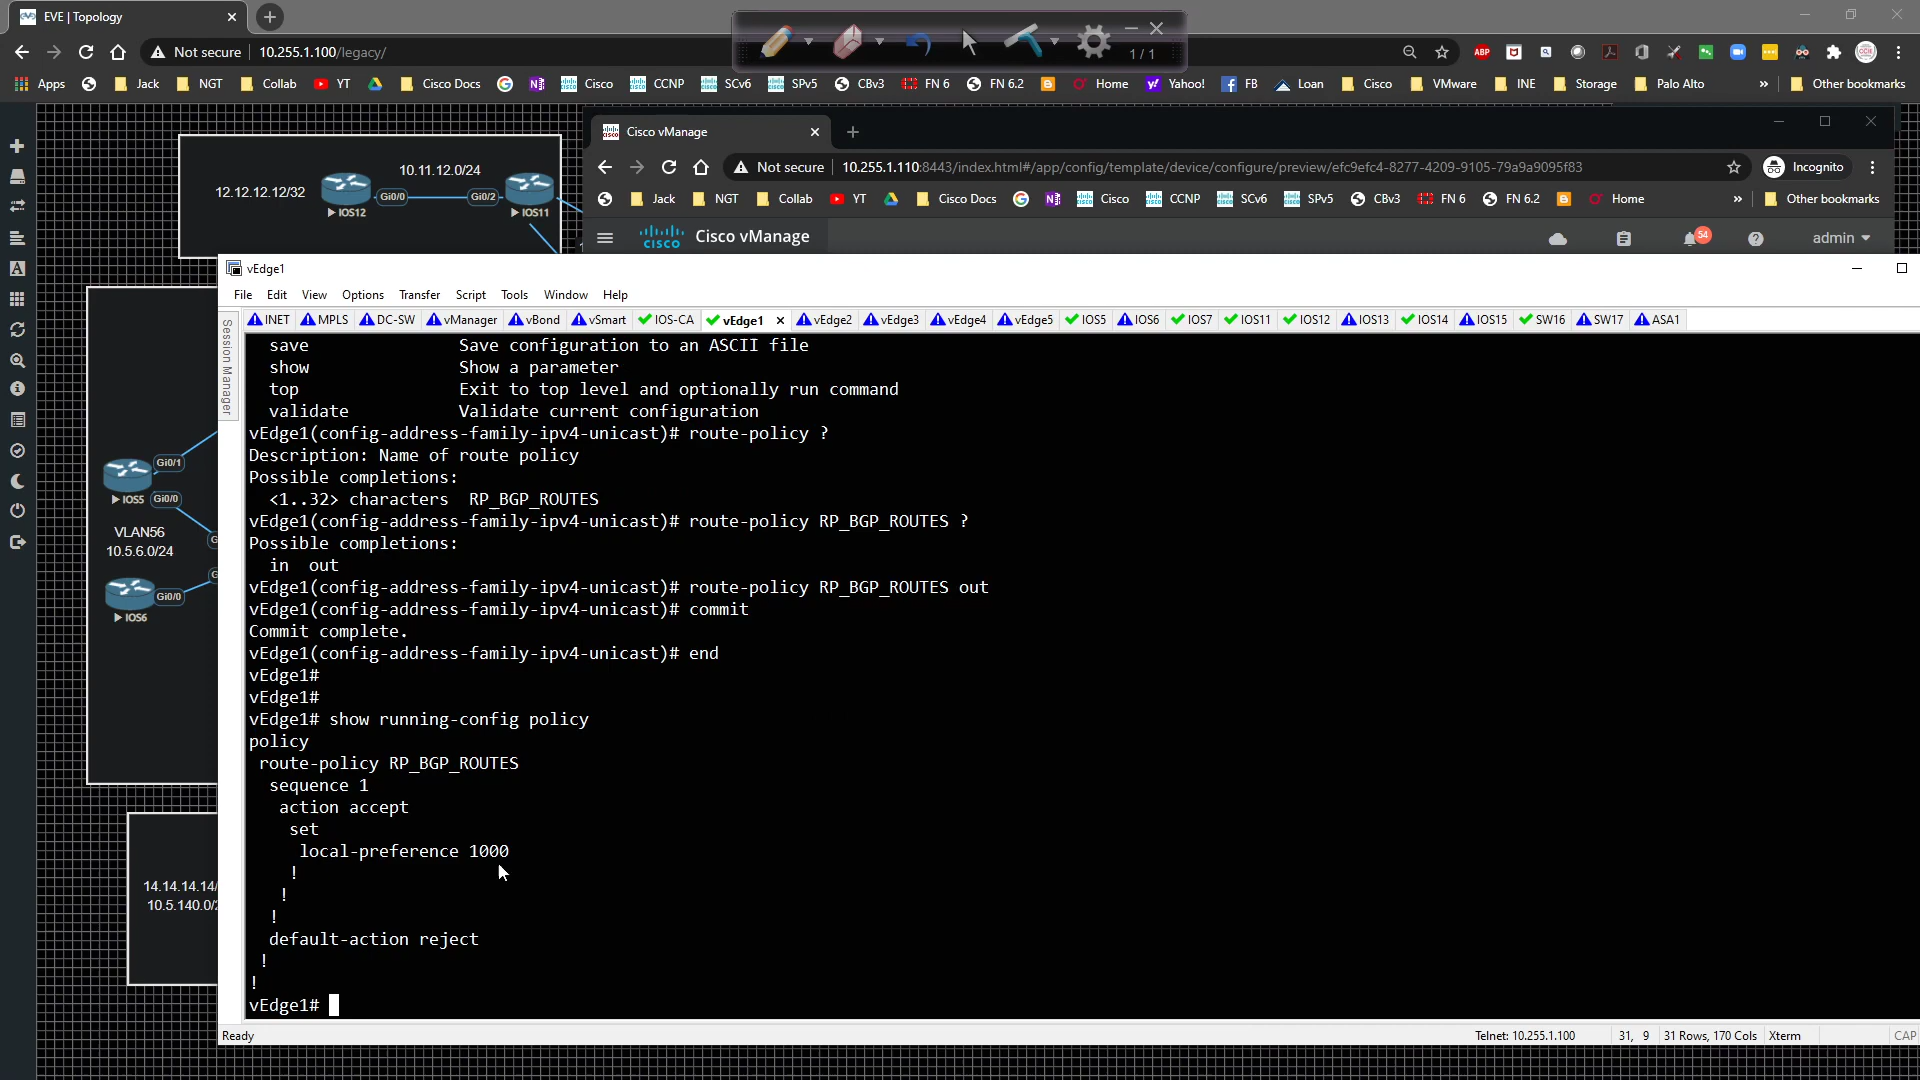 EVE | Topology
1 / 1
Not secure
10.255.1.100/legacy/
ABP
Apps
Jack
NGT
Collab
YT
Cisco Docs
Cisco
CCNP
SCv6
SPv5
CBv3
FN 6
FN 6.2
Home
Yahoo!
FB
Loan
Cisco
VMware
INE
Storage
Palo Alto
»
Other bookmarks
12.12.12.12/32
10.11.12.0/24
Gi0/0
Gi0/2
IOS12
IOS11
Cisco vManage
Not secure
10.255.1.110:8443/index.html#/app/config/template/device/configure/preview/efc9efc4-8277-4209-9105-79a9a9095f83
Incognito
Jack
NGT
Collab
YT
Cisco Docs
Cisco
CCNP
SCv6
SPv5
CBv3
FN 6
FN 6.2
Home
»
Other bookmarks
cisco
Cisco vManage
54
admin
Gi0/1
IOS5
Gi0/0
VLAN56
10.5.6.0/24
Gi0/0
IOS6
14.14.14.14/
vEdge1
File
Edit
View
Options
Transfer
Script
Tools
Window
Help
Session Manager
INET
MPLS
DC-SW
vManager
vBond
vSmart
IOS-CA
vEdge1
vEdge2
vEdge3
vEdge4
vEdge5
IOS5
IOS6
IOS7
IOS11
IOS12
IOS13
IOS14
IOS15
SW16
SW17
ASA1
save Save configuration to an ASCII file
show Show a parameter
top Exit to top level and optionally run command
validate Validate current configuration
vEdge1(config-address-family-ipv4-unicast)# route-policy ?
Description: Name of route policy
Possible completions:
<1..32> characters RP_BGP_ROUTES
vEdge1(config-address-family-ipv4-unicast)# route-policy RP_BGP_ROUTES ?
Possible completions:
in out
vEdge1(config-address-family-ipv4-unicast)# route-policy RP_BGP_ROUTES out
vEdge1(config-address-family-ipv4-unicast)# commit
Commit complete.
vEdge1(config-address-family-ipv4-unicast)# end
vEdge1#
vEdge1#
vEdge1# show running-config policy
policy
route-policy RP_BGP_ROUTES
sequence 1
action accept
set
local-preference 1000
!
!
!
default-action reject
!
!
vEdge1#
Ready
Telnet: 10.255.1.100
31, 9
31 Rows, 170 Cols
Xterm
CAP